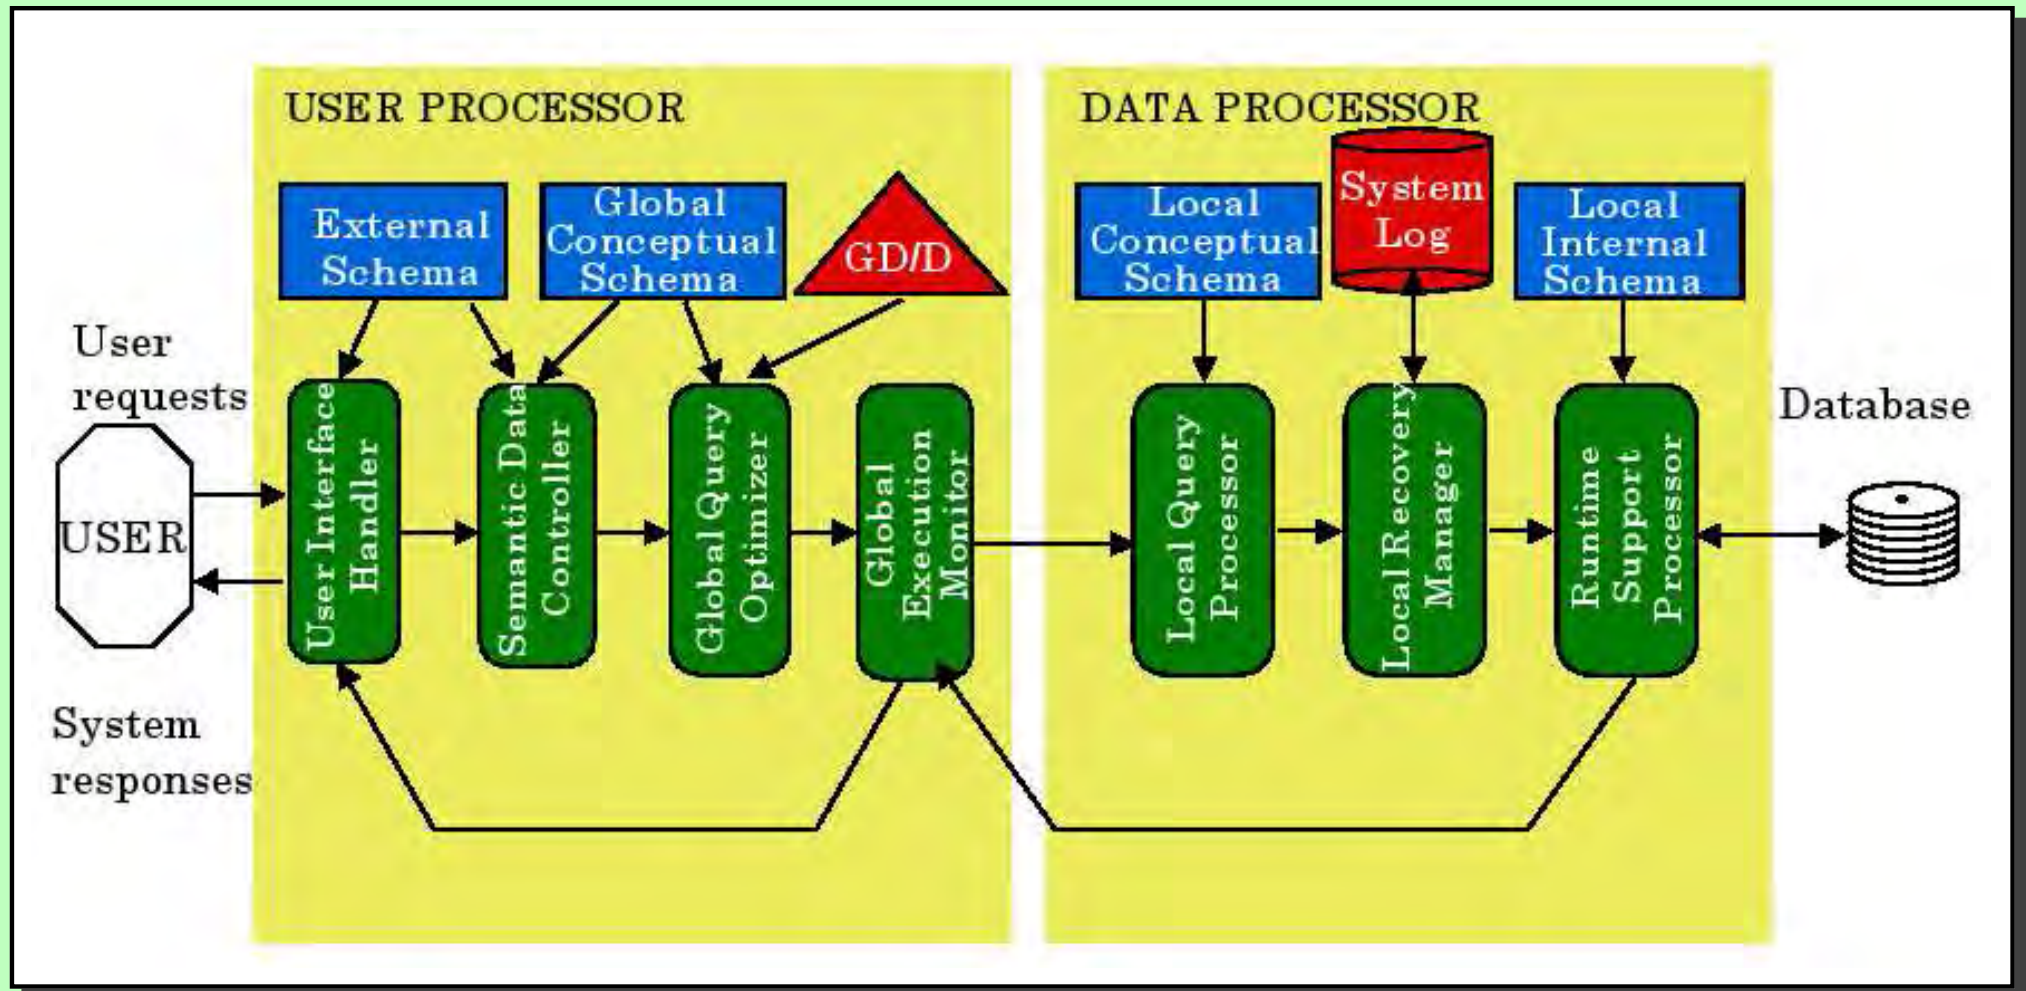 USER PROCESSOR
DATA PROCESSOR
External
Schema
Global
Conceptual
Schema
GD/D
Local
Conceptual
Schema
System
Log
Local
Internal
Schema
User
requests
USER
System
responses
User Interface
Handler
Semantic Data
Controller
Global Query
Optimizer
Global
Execution
Monitor
Local Query
Processor
Local Recovery
Manager
Runtime
Support
Processor
Database